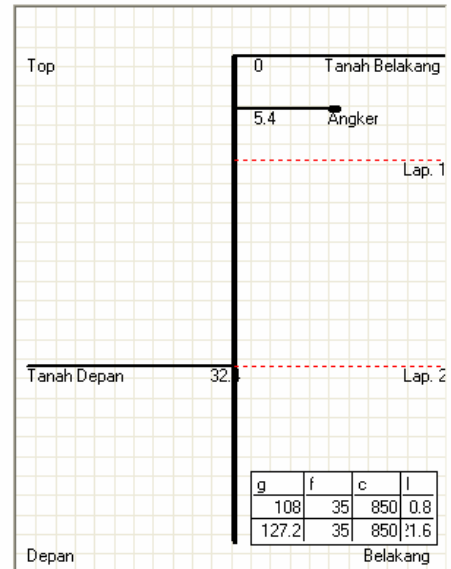 Top 0 Tanah Belakang
5.4 Angker
Lap. 1
Tanah Depan Lap. 2
g f c l
108 35 850 0.8
127.2 35 850
Depan Belakang